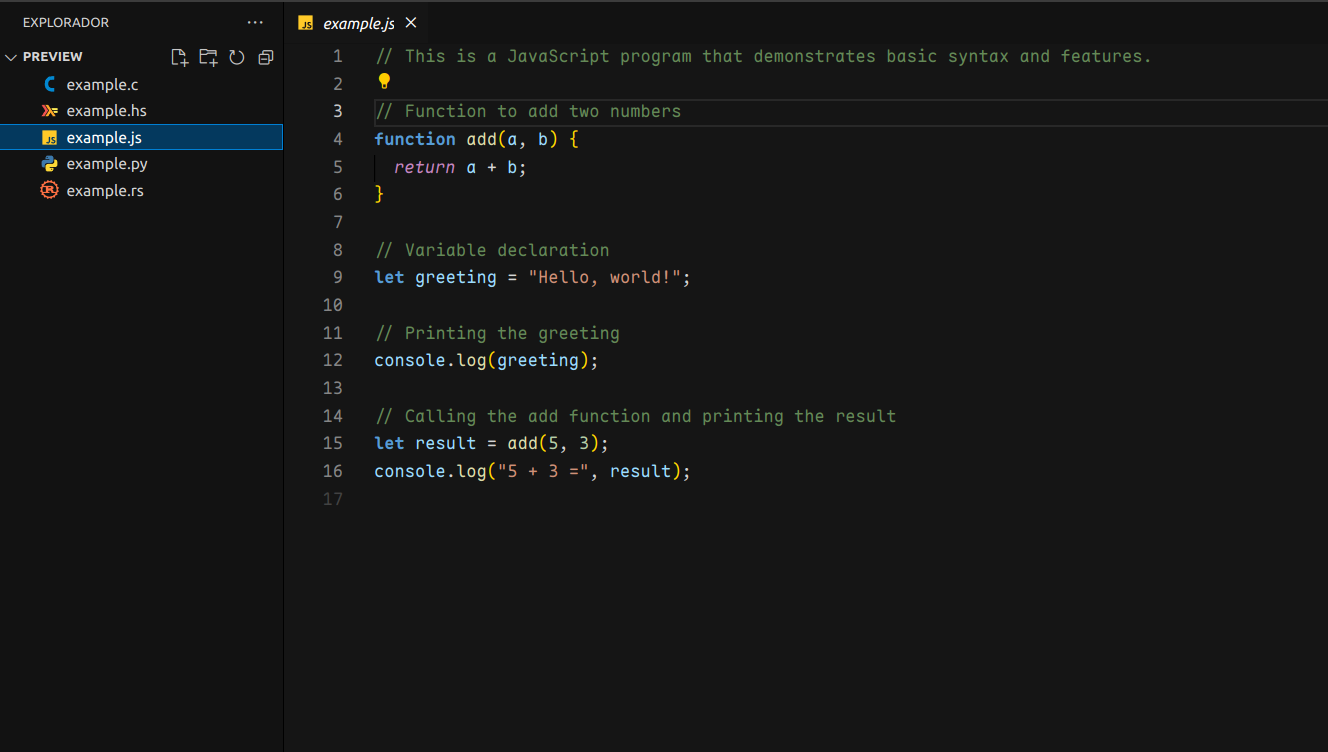 EXPLORADOR
PREVIEW
example.c
example.hs
example.js
example.py
example.rs
JS example.js
1 // This is a JavaScript program that demonstrates basic syntax and features.
2
3 // Function to add two numbers
4 function add(a, b) {
5   return a + b;
6 }
7
8 // Variable declaration
9 let greeting = "Hello, world!";
10
11 // Printing the greeting
12 console.log(greeting);
13
14 // Calling the add function and printing the result
15 let result = add(5, 3);
16 console.log("5 + 3 =", result);
17